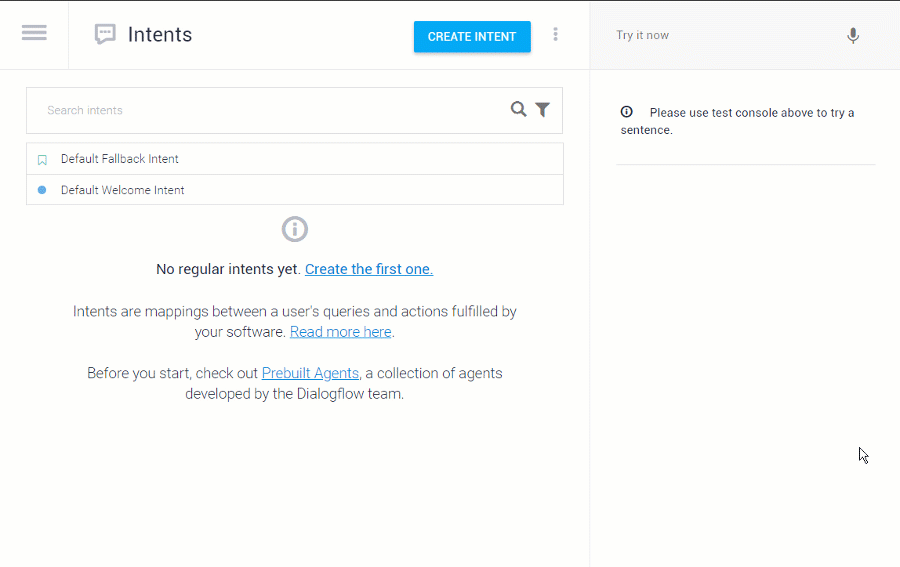 Intents
CREATE INTENT
Try it now
Search intents
Please use test console above to try a
sentence.
Default Fallback Intent
Default Welcome Intent
No regular intents yet. Create the first one.
Intents are mappings between a user's queries and actions fulfilled by
your software. Read more here.
Before you start, check out Prebuilt Agents, a collection of agents
developed by the Dialogflow team.